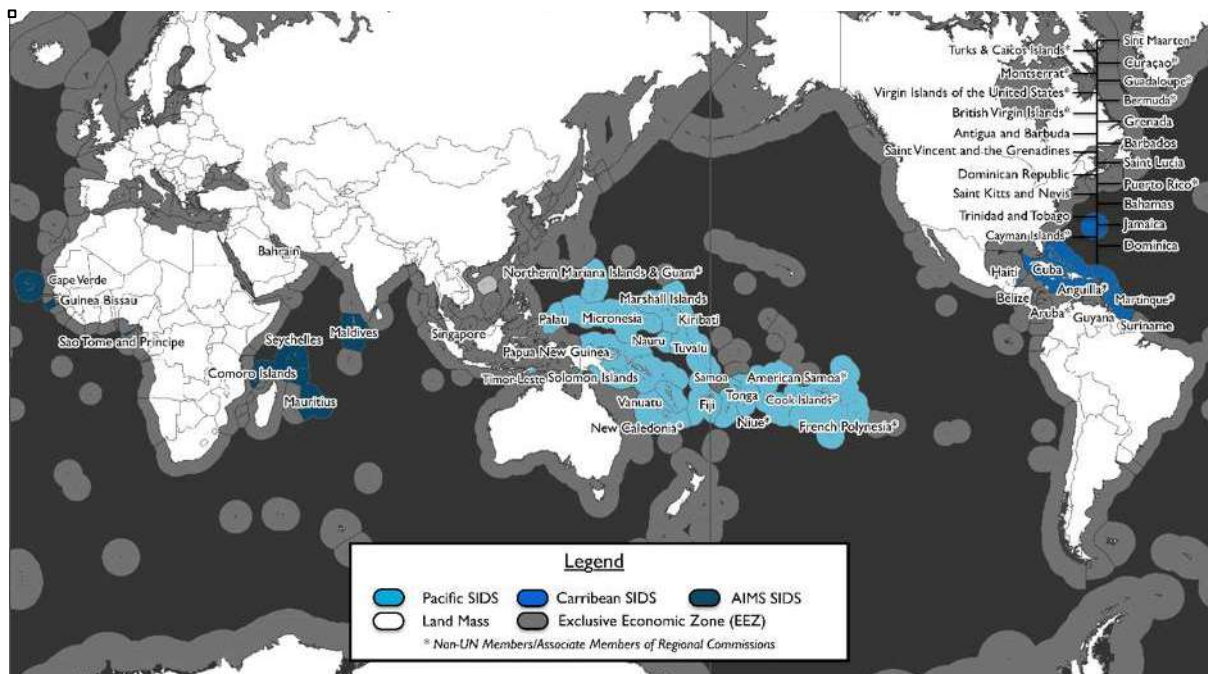 Sint Maarten*
Turks & Caicos Islands*
Curaçao*
Montserrat*
Guadaloupe*
Virgin Islands of the United States*
Bermuda*
British Virgin Islands*
Grenada
Antigua and Barbuda
Barbados
Saint Vincent and the Grenadines
Saint Lucia
Dominican Republic
Puerto Rico*
Saint Kitts and Nevis
Bahamas
Trinidad and Tobago
Jamaica
Cayman Islands*
Dominica
Bahrain
Northern Mariana Islands & Guam*
Haiti
Cuba
Cape Verde
Guinea Bissau
Marshall Islands
Belize
Anguilla*
Martinique*
Palau
Micronesia
Kiribati
Aruba*
Guyana
Suriname
Maldives
Singapore
Seychelles
Sao Tome and Principe
Nauru
Tuvalu
Papua New Guinea
Comoro Islands
Timor-Leste
Solomon Islands
Samoa
American Samoa*
Mauritius
Vanuatu
Fiji
Tonga
Cook Islands*
New Caledonia*
Niue*
French Polynesia*
Legend
Pacific SIDS
Carribean SIDS
AIMS SIDS
Land Mass
Exclusive Economic Zone (EEZ)
* Non-UN Members/Associate Members of Regional Commissions